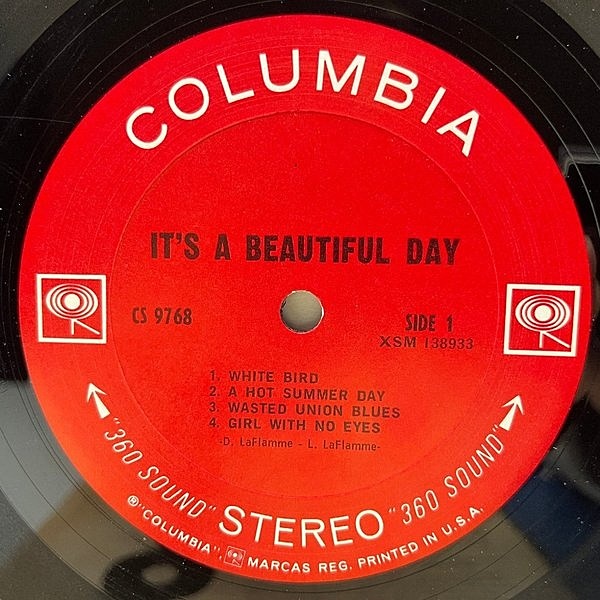 COLUMBIA
IT'S A BEAUTIFUL DAY
CS 9768
SIDE 1
XSM 138933
1. WHITE BIRD
2. A HOT SUMMER DAY
3. WASTED UNION BLUES
4. GIRL WITH NO EYES
-D. LaFlamme - L. LaFlamme-
"360 SOUND" STEREO "360 SOUND"
®"COLUMBIA", MARCAS REG. PRINTED IN U.S.A.